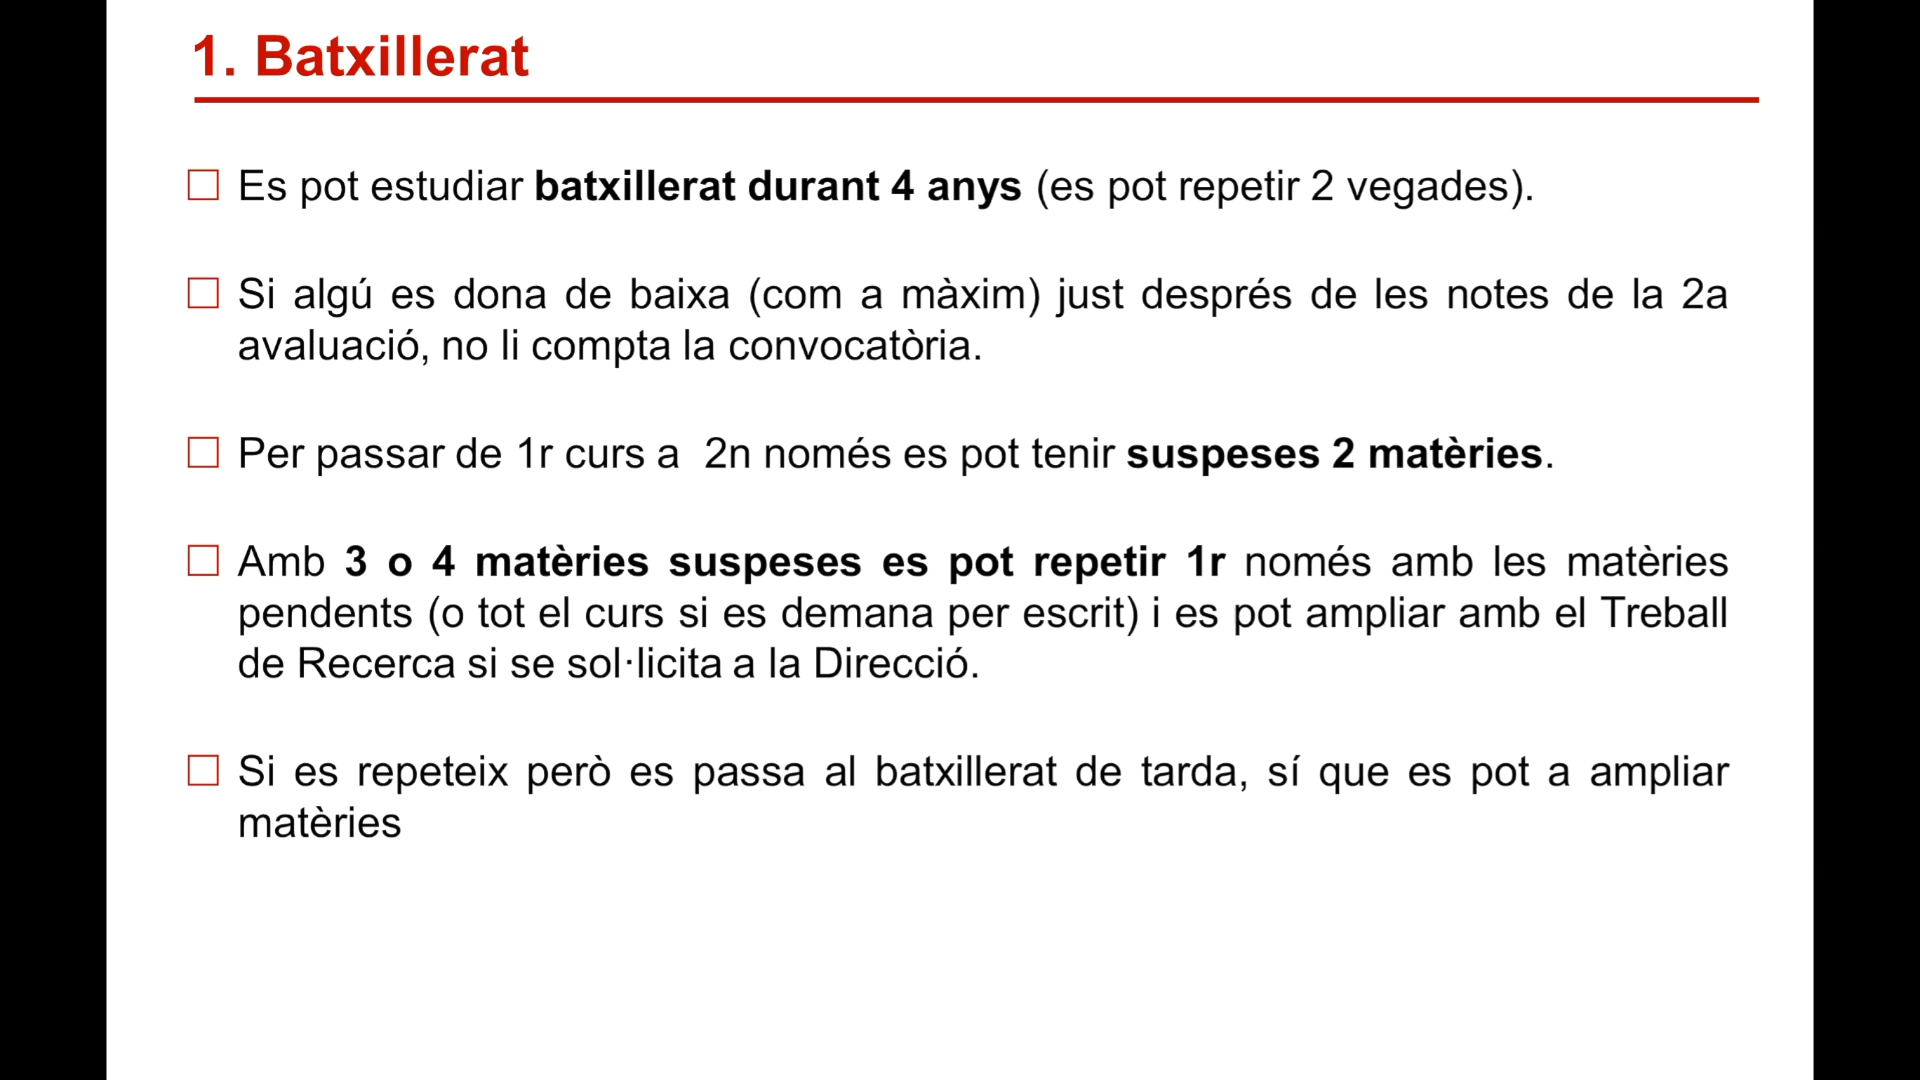 1. Batxillerat
Es pot estudiar batxillerat durant 4 anys (es pot repetir 2 vegades).
Si algú es dona de baixa (com a màxim) just després de les notes de la 2a
avaluació, no li compta la convocatòria.
Per passar de 1r curs a  2n només es pot tenir suspeses 2 matèries.
Amb 3 o 4 matèries suspeses es pot repetir 1r només amb les matèries
pendents (o tot el curs si es demana per escrit) i es pot ampliar amb el Treball
de Recerca si se sol·licita a la Direcció.
Si es repeteix però es passa al batxillerat de tarda, sí que es pot a ampliar
matèries